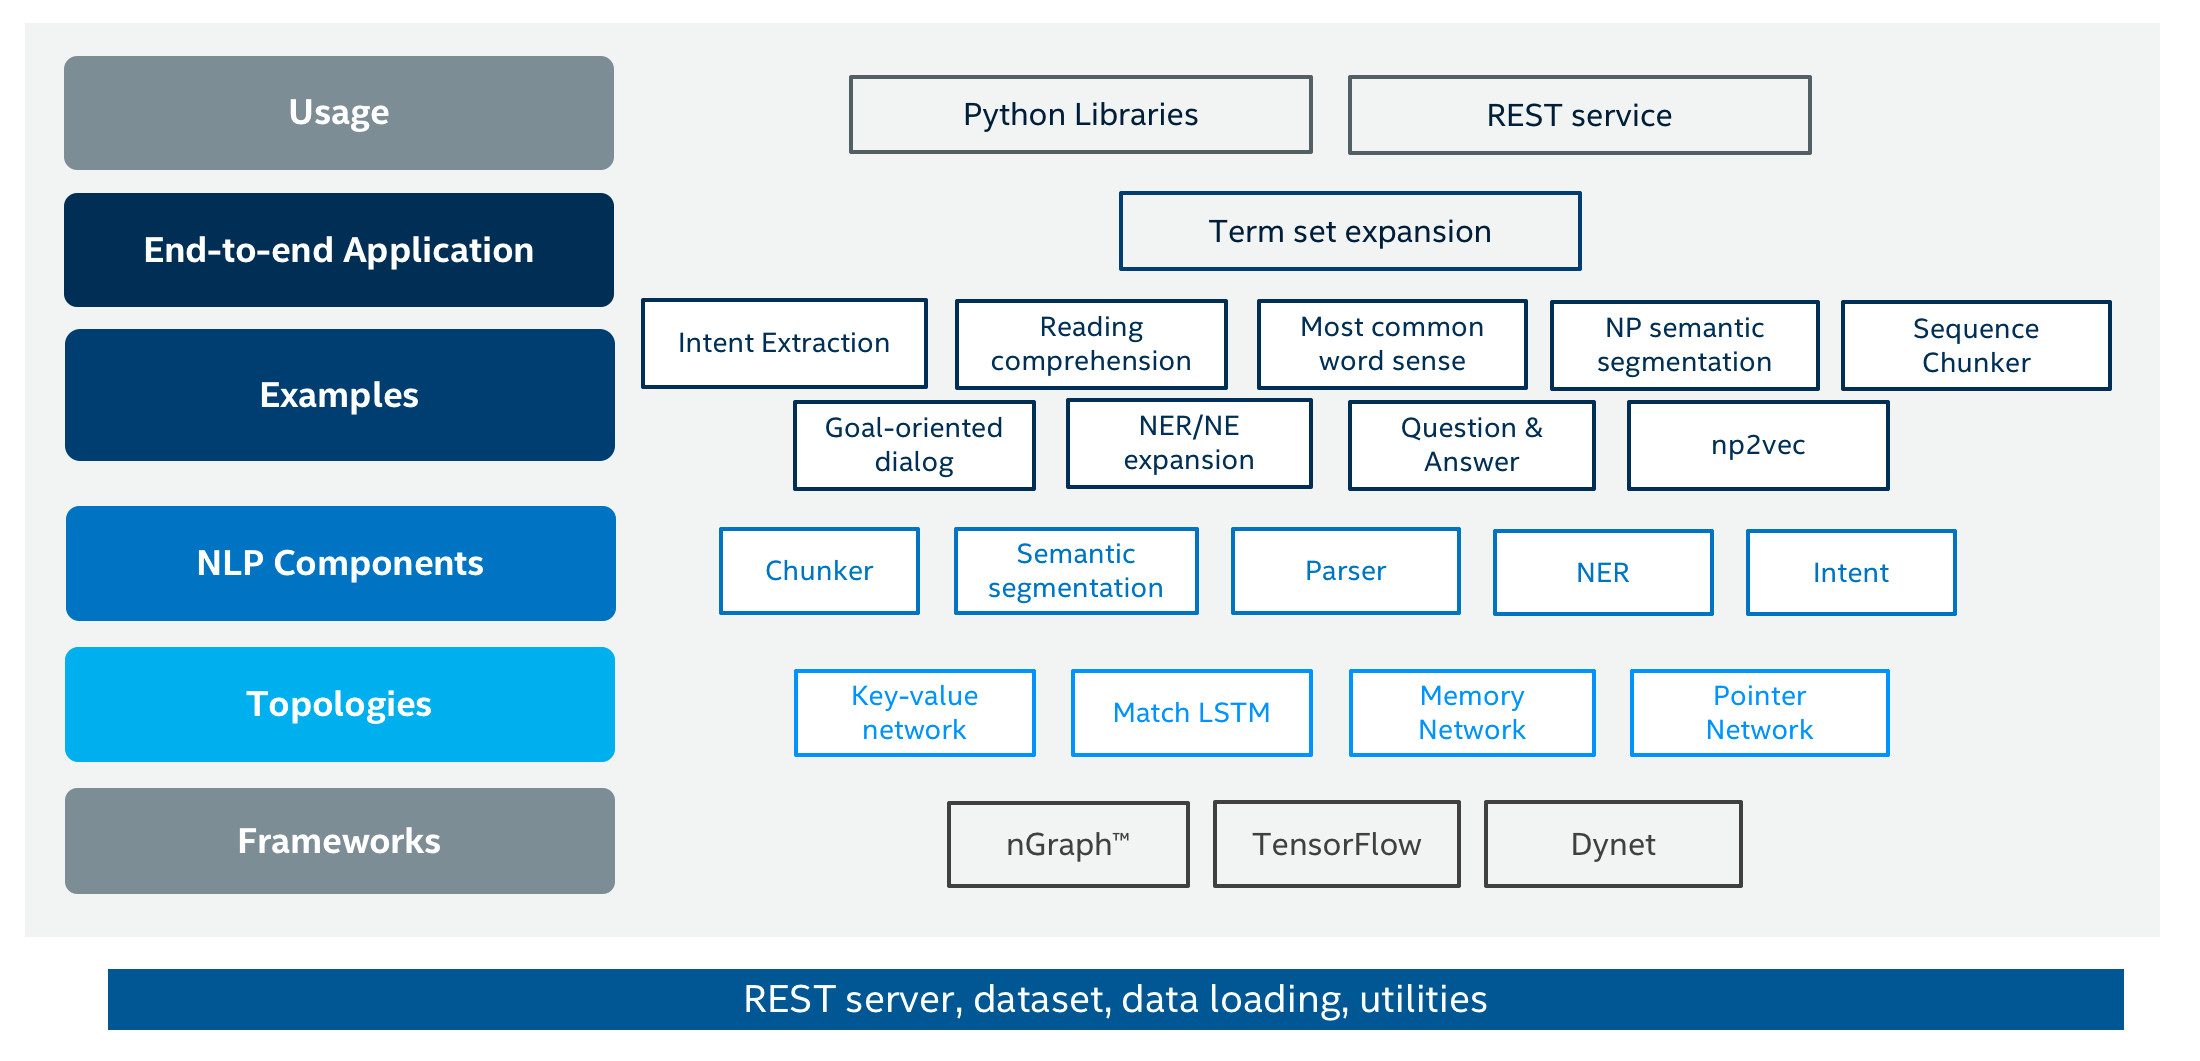 Usage
Python Libraries
REST service
End-to-end Application
Term set expansion
Examples
Intent Extraction
Reading
comprehension
Most common
word sense
NP semantic
segmentation
Sequence
Chunker
Goal-oriented
dialog
NER/NE
expansion
Question &
Answer
np2vec
NLP Components
Chunker
Semantic
segmentation
Parser
NER
Intent
Topologies
Key-value
network
Match LSTM
Memory
Network
Pointer
Network
Frameworks
nGraph™
TensorFlow
Dynet
REST server, dataset, data loading, utilities